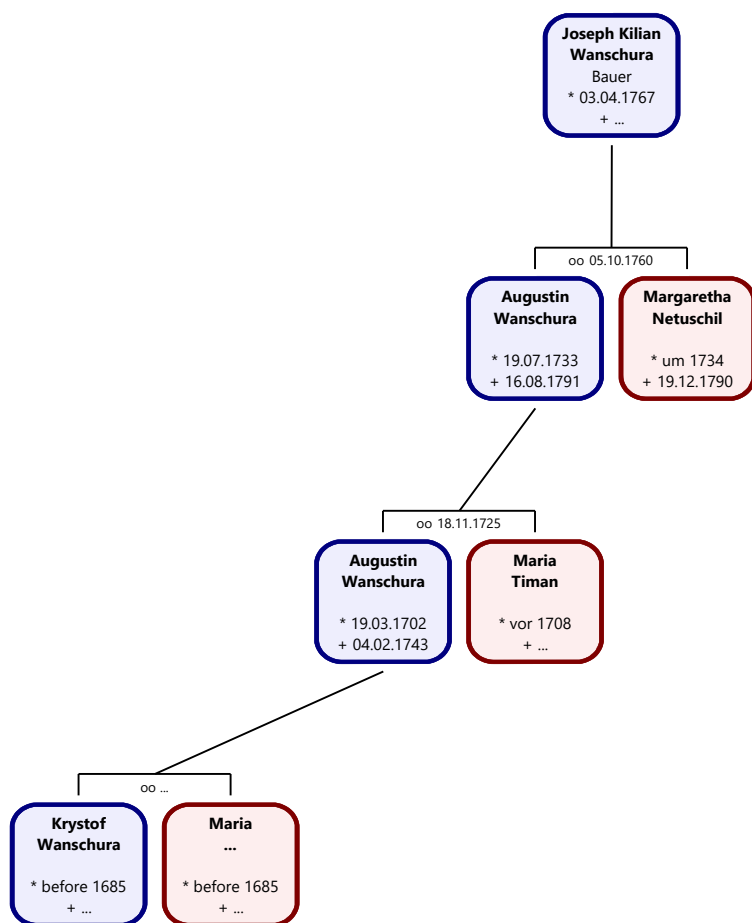 Joseph Kilian
Wanschura
Bauer
* 03.04.1767
+ ...
oo 05.10.1760
Augustin
Wanschura
* 19.07.1733
+ 16.08.1791
Margaretha
Netuschil
* um 1734
+ 19.12.1790
oo 18.11.1725
Augustin
Wanschura
* 19.03.1702
+ 04.02.1743
Maria
Timan
* vor 1708
+ ...
oo ...
Krystof
Wanschura
* before 1685
+ ...
Maria
...
* before 1685
+ ...